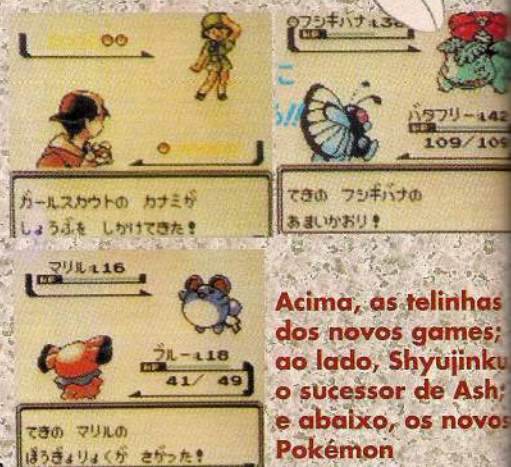 ガールスカウトの カナミが
しょうぶを しかけてきた!
フシギバナ:L38
バタフリー:L42
109/109
てきの フシギバナの
あまいかおり!
マリル:L16
ブルー:L18
41/ 49
てきの マリルの
ぼうぎょりょくが さがった!
Acima, as telinhas
dos novos games;
ao lado, Shyujinku
o sucessor de Ash;
e abaixo, os novos
Pokémon